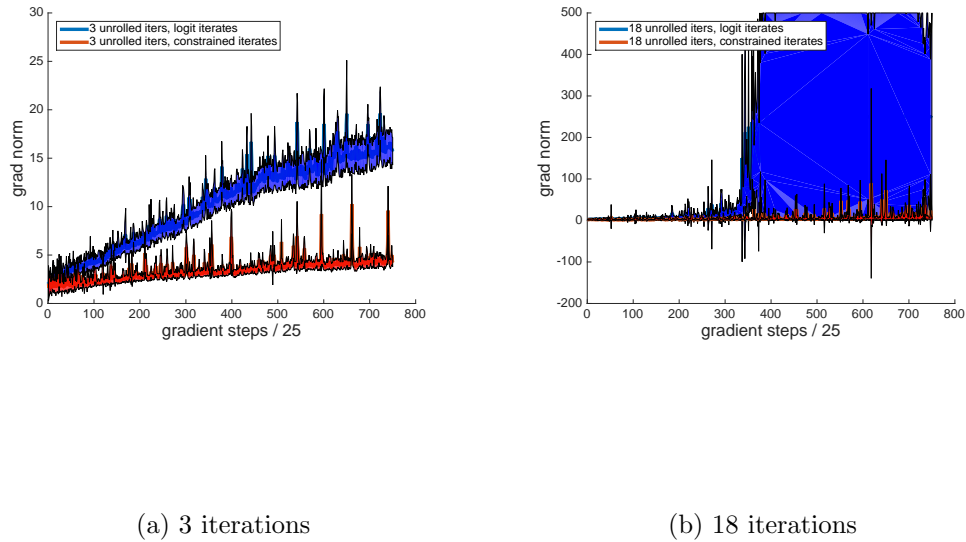 30
25
20
15
10
5
0
grad norm
3 unrolled iters, logit iterates
3 unrolled iters, constrained iterates
0 100 200 300 400 500 600 700 800
gradient steps / 25
(a) 3 iterations
500
400
300
200
100
0
-100
-200
grad norm
18 unrolled iters, logit iterates
18 unrolled iters, constrained iterates
0 100 200 300 400 500 600 700 800
gradient steps / 25
(b) 18 iterations